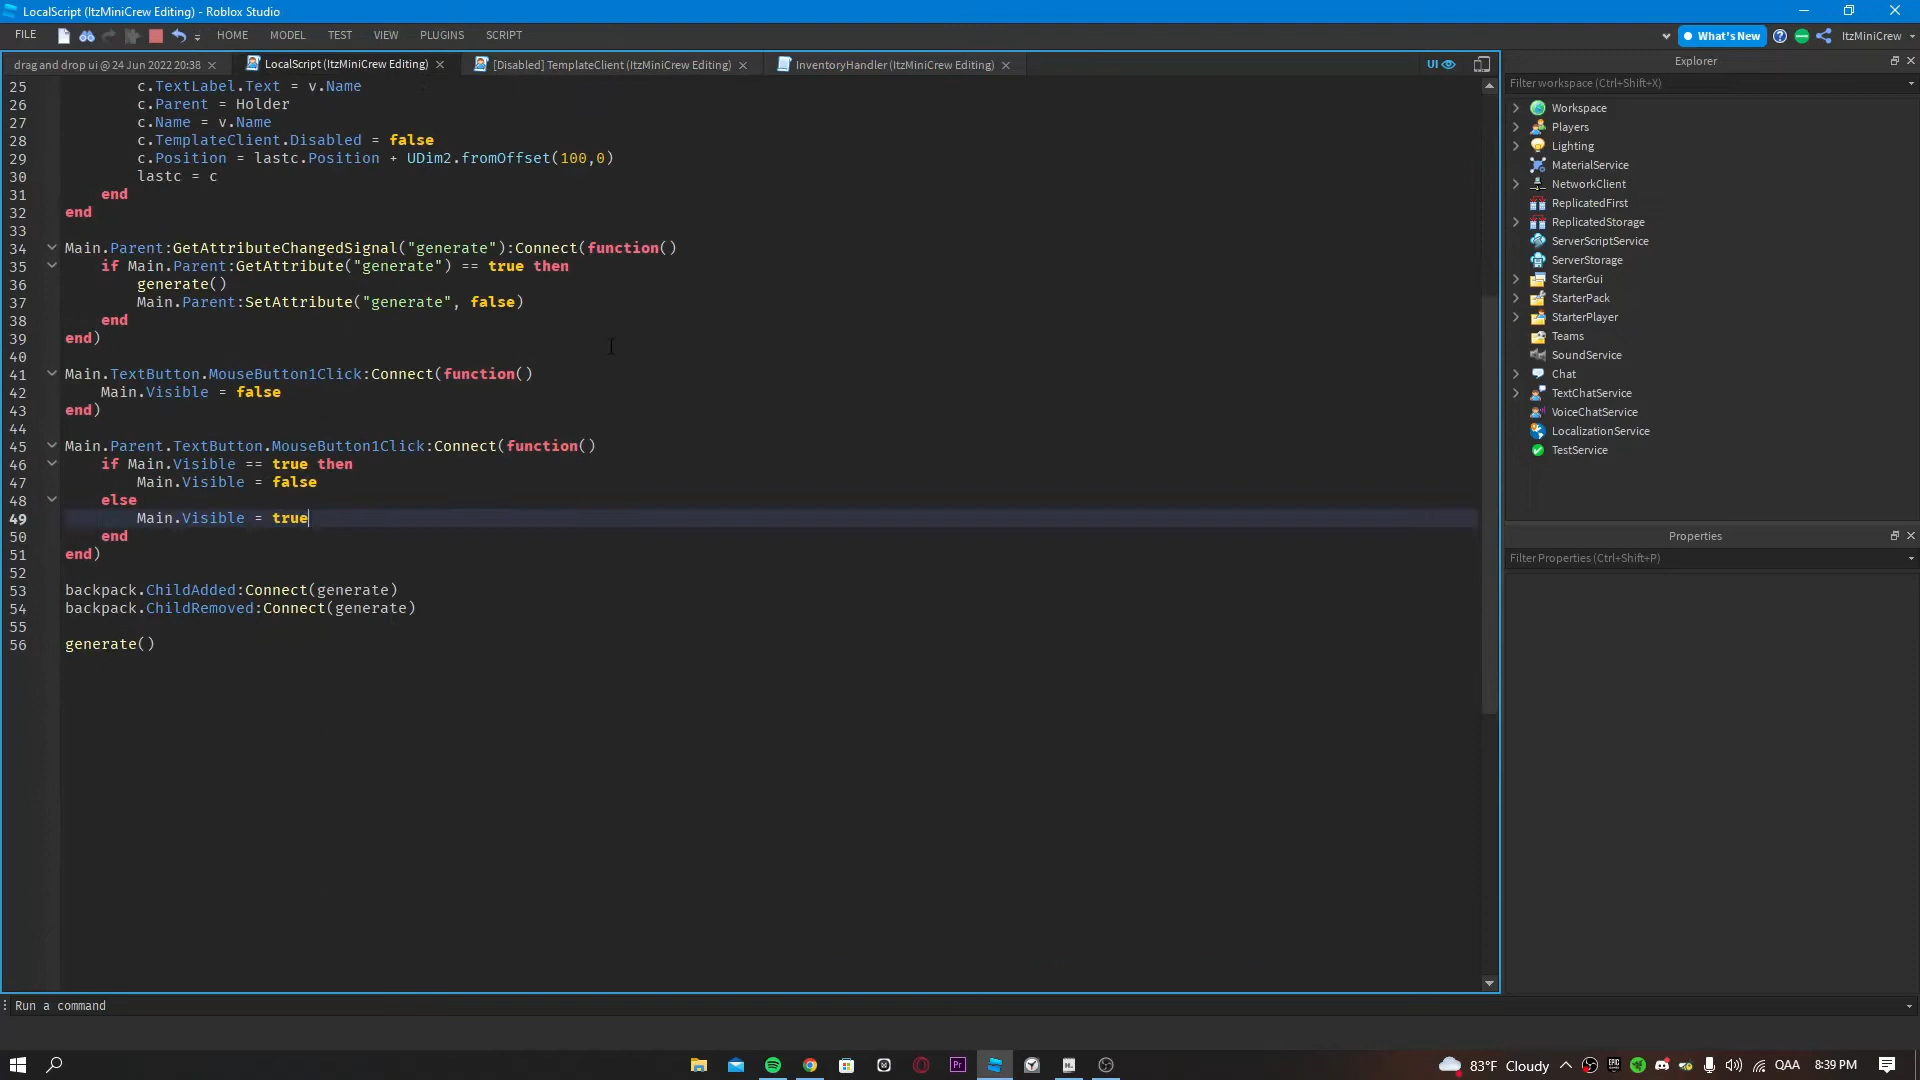 LocalScript (ItzMiniCrew Editing) - Roblox Studio
FILE HOME MODEL TEST VIEW PLUGINS SCRIPT What's New ItzMiniCrew
drag and drop ui @ 24 Jun 2022 20:38 LocalScript (ItzMiniCrew Editing) [Disabled] TemplateClient (ItzMiniCrew Editing) InventoryHandler (ItzMiniCrew Editing) UI
25 c.TextLabel.Text = v.Name
26 c.Parent = Holder
27 c.Name = v.Name
28 c.TemplateClient.Disabled = false
29 c.Position = lastc.Position + UDim2.fromOffset(100,0)
30 lastc = c
31 end
32 end
33
34 Main.Parent:GetAttributeChangedSignal("generate"):Connect(function()
35 if Main.Parent:GetAttribute("generate") == true then
36 generate()
37 Main.Parent:SetAttribute("generate", false)
38 end
39 end)
40
41 Main.TextButton.MouseButton1Click:Connect(function()
42 Main.Visible = false
43 end)
44
45 Main.Parent.TextButton.MouseButton1Click:Connect(function()
46 if Main.Visible == true then
47 Main.Visible = false
48 else
49 Main.Visible = true
50 end
51 end)
52
53 backpack.ChildAdded:Connect(generate)
54 backpack.ChildRemoved:Connect(generate)
55
56 generate()
Explorer
Filter workspace (Ctrl+Shift+X)
Workspace
Players
Lighting
MaterialService
NetworkClient
ReplicatedFirst
ReplicatedStorage
ServerScriptService
ServerStorage
StarterGui
StarterPack
StarterPlayer
Teams
SoundService
Chat
TextChatService
VoiceChatService
LocalizationService
TestService
Properties
Filter Properties (Ctrl+Shift+P)
Run a command
83°F Cloudy QAA 8:39 PM